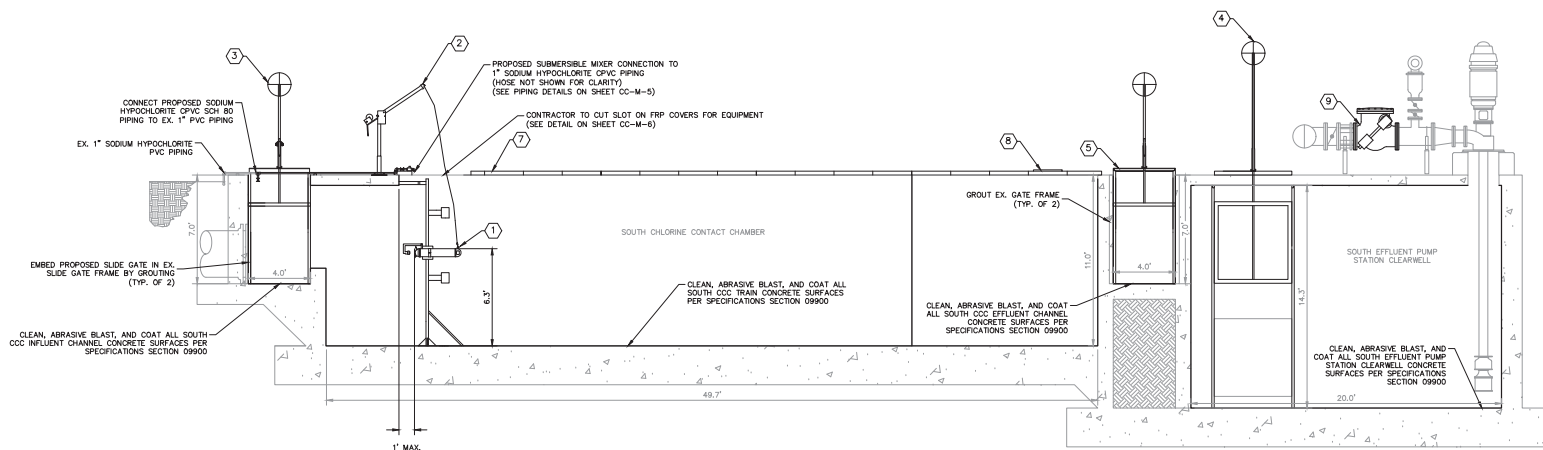 4
3
2
PROPOSED SUBMERSIBLE MIXER CONNECTION TO
1" SODIUM HYPOCHLORITE CPVC PIPING
(HOSE NOT SHOWN FOR CLARITY)
(SEE PIPING DETAILS ON SHEET CC-M-5)
CONNECT PROPOSED SODIUM
HYPOCHLORITE CPVC SCH 80
PIPING TO EX. 1" PVC PIPING
CONTRACTOR TO CUT SLOT ON FRP COVERS FOR EQUIPMENT
(SEE DETAIL ON SHEET CC-M-6)
9
EX. 1" SODIUM HYPOCHLORITE
PVC PIPING
7
8
5
GROUT EX. GATE FRAME
(TYP. OF 2)
7.0'
4.0'
SOUTH CHLORINE CONTACT CHAMBER
1
6.3'
11.0'
7.0'
4.0'
14.3'
SOUTH EFFLUENT PUMP
STATION CLEARWELL
EMBED PROPOSED SLIDE GATE IN EX.
SLIDE GATE FRAME BY GROUTING
(TYP. OF 2)
CLEAN, ABRASIVE BLAST, AND COAT ALL
SOUTH CCC TRAIN CONCRETE SURFACES
PER SPECIFICATIONS SECTION 09900
CLEAN, ABRASIVE BLAST, AND COAT
ALL SOUTH CCC EFFLUENT CHANNEL
CONCRETE SURFACES PER
SPECIFICATIONS SECTION 09900
CLEAN, ABRASIVE BLAST, AND COAT ALL SOUTH
CCC INFLUENT CHANNEL CONCRETE SURFACES PER
SPECIFICATIONS SECTION 09900
CLEAN, ABRASIVE BLAST, AND
COAT ALL SOUTH EFFLUENT PUMP
STATION CLEARWELL CONCRETE
SURFACES PER SPECIFICATIONS
SECTION 09900
49.7'
20.0'
1' MAX.